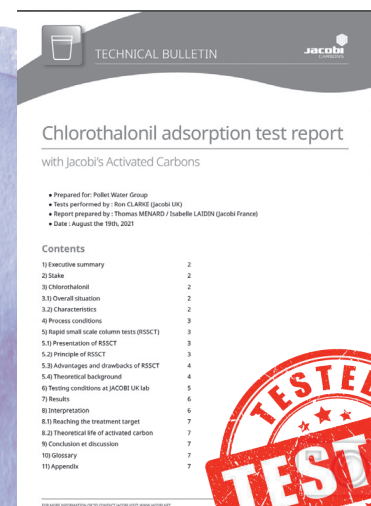 TECHNICAL BULLETIN
Jacobi
CARBONS
Chlorothalonil adsorption test report
with Jacobi's Activated Carbons
• Prepared for: Pollet Water Group
• Tests performed by : Ron CLARKE (Jacobi UK)
• Report prepared by : Thomas MENARD / Isabelle LAIDIN (Jacobi France)
• Date : August the 19th, 2021
Contents
1) Executive summary 2
2) Stake 2
3) Chlorothalonil 2
3.1) Overall situation 2
3.2) Characteristics 2
4) Process conditions 3
5) Rapid small scale column tests (RSSCT) 3
5.1) Presentation of RSSCT 3
5.2) Principle of RSSCT 3
5.3) Advantages and drawbacks of RSSCT 4
5.4) Theoretical background 4
6) Testing conditions at JACOBI UK lab 5
7) Results 6
8) Interpretation 6
8.1) Reaching the treatment target 7
8.2) Theoretical life of activated carbon 7
9) Conclusion et discussion 7
10) Glossary 7
11) Appendix 7
TESTE
TEST